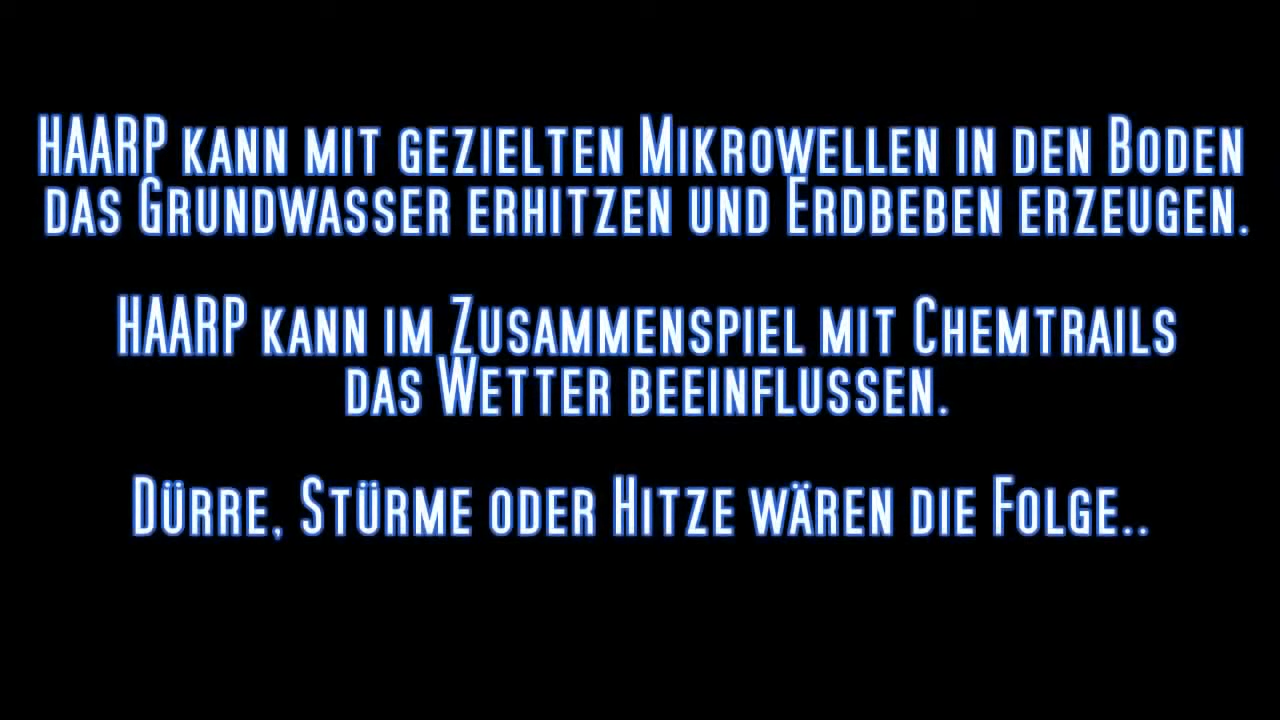 HAARP KANN MIT GEZIELTEN MIKROWELLEN IN DEN BODEN
DAS GRUNDWASSER ERHITZEN UND ERDBEBEN ERZEUGEN.
HAARP KANN IM ZUSAMMENSPIEL MIT CHEMTRAILS
DAS WETTER BEEINFLUSSEN.
DÜRRE, STÜRME ODER HITZE WÄREN DIE FOLGE..